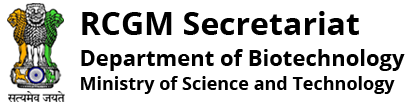 RCGM Secretariat
Department of Biotechnology
Ministry of Science and Technology
सत्यमेव जयते